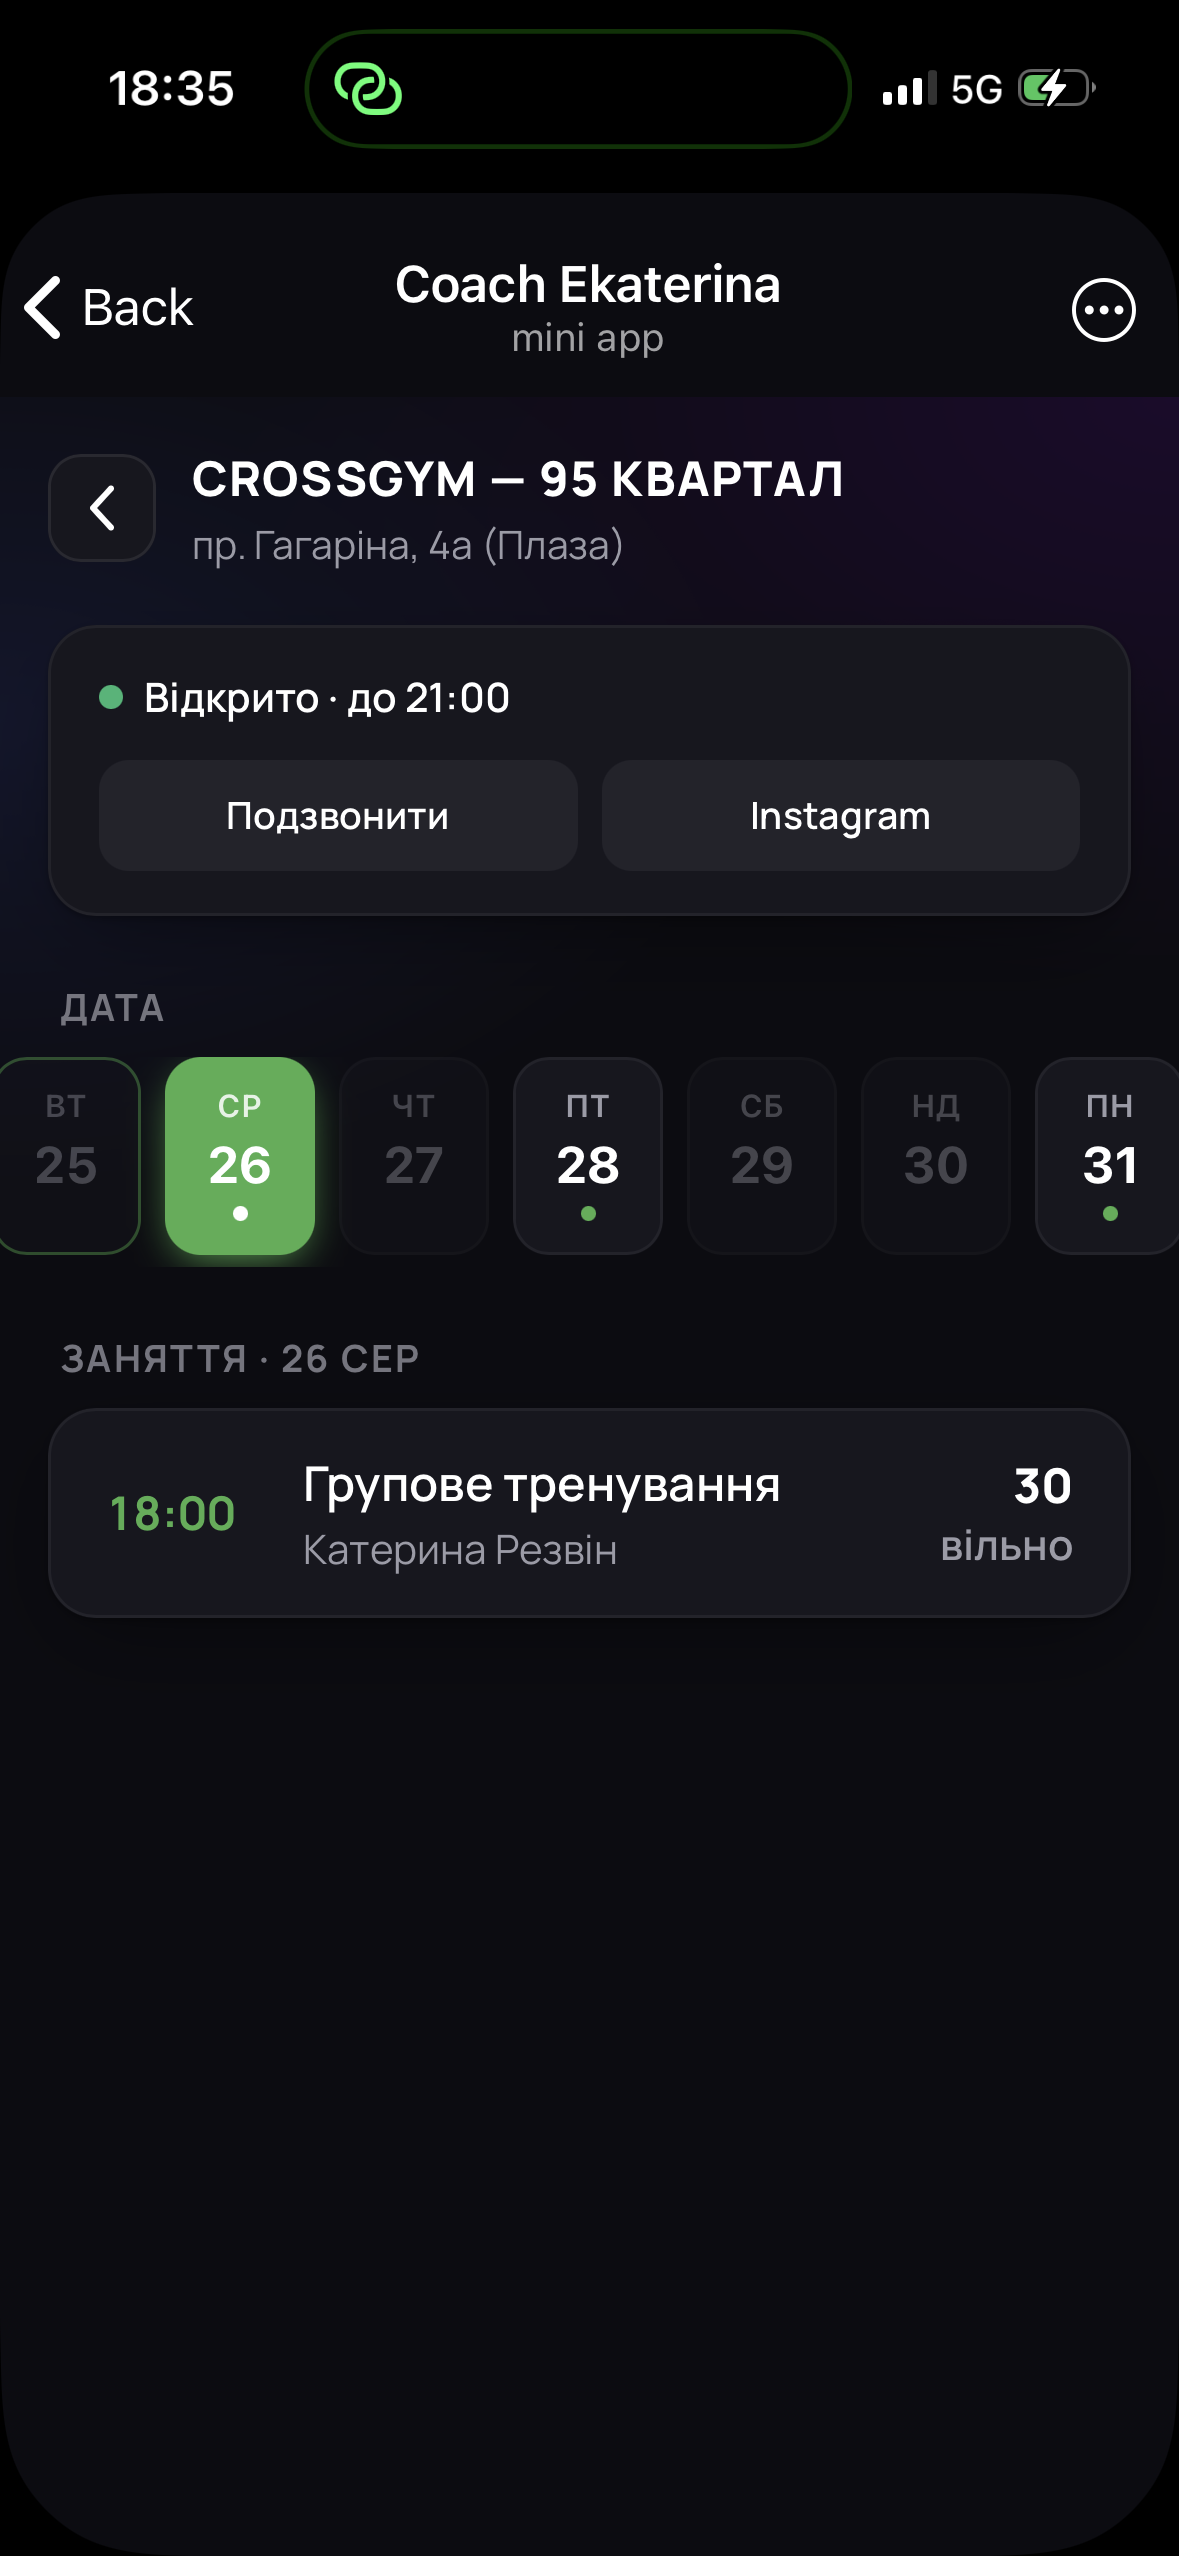 18:35
5G
Back
Coach Ekaterina
mini app
CROSSGYM — 95 КВАРТАЛ
пр. Гагаріна, 4а (Плаза)
Відкрито · до 21:00
Подзвонити
Instagram
ДАТА
ВТ СР ЧТ ПТ СБ НД ПН
25 26 27 28 29 30 31
ЗАНЯТТЯ · 26 СЕР
18:00
Групове тренування
Катерина Резвін
30
вільно